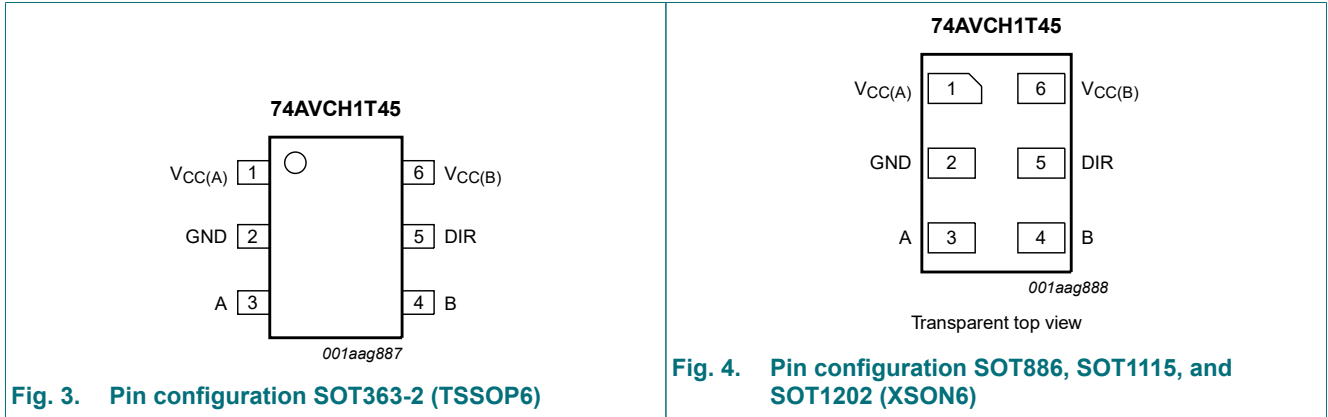 74AVCH1T45
VCC(A) 1
6 VCC(B)
GND 2
5 DIR
A 3
4 B
001aag887
Fig. 3. Pin configuration SOT363-2 (TSSOP6)
74AVCH1T45
VCC(A) 1
6 VCC(B)
GND 2
5 DIR
A 3
4 B
001aag888
Transparent top view
Fig. 4. Pin configuration SOT886, SOT1115, and
SOT1202 (XSON6)